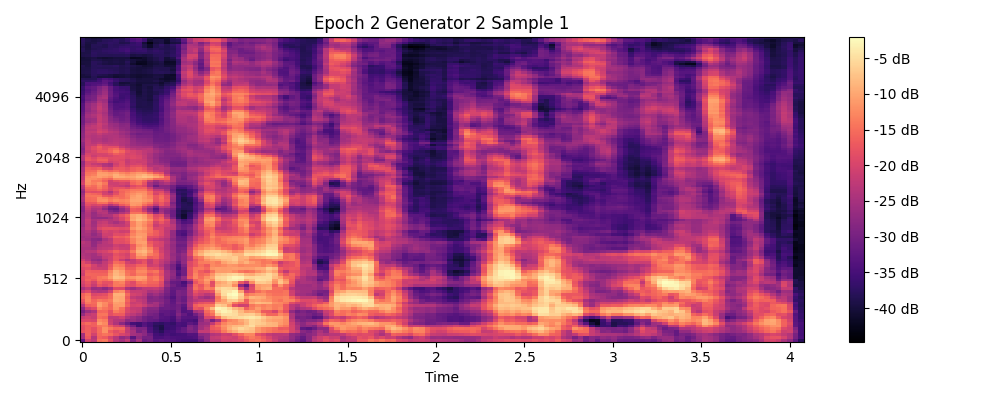 Epoch 2 Generator 2 Sample 1
Hz
4096
2048
1024
512
0
0
0.5
1
1.5
2
2.5
3
3.5
4
Time
-5 dB
-10 dB
-15 dB
-20 dB
-25 dB
-30 dB
-35 dB
-40 dB